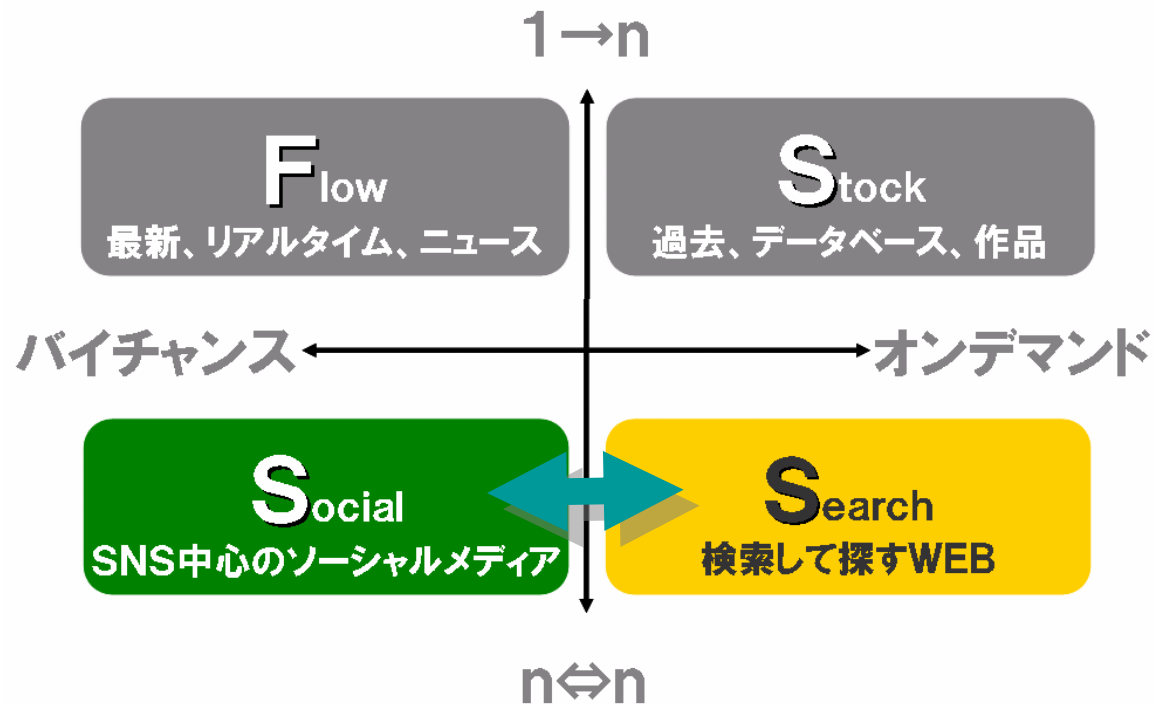 1→n
Flow
最新、リアルタイム、ニュース
Stock
過去、データベース、作品
バイチャンス
オンデマンド
Social
SNS中心のソーシャルメディア
Search
検索して探すWEB
n⇔n